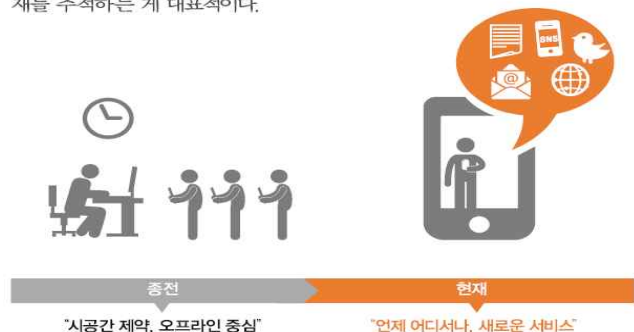 재를 추적하는 게 대표적이다.
SNS
@
종전
현재
"시공간 제약, 오프라인 중심"
"언제 어디서나, 새로운 서비스"